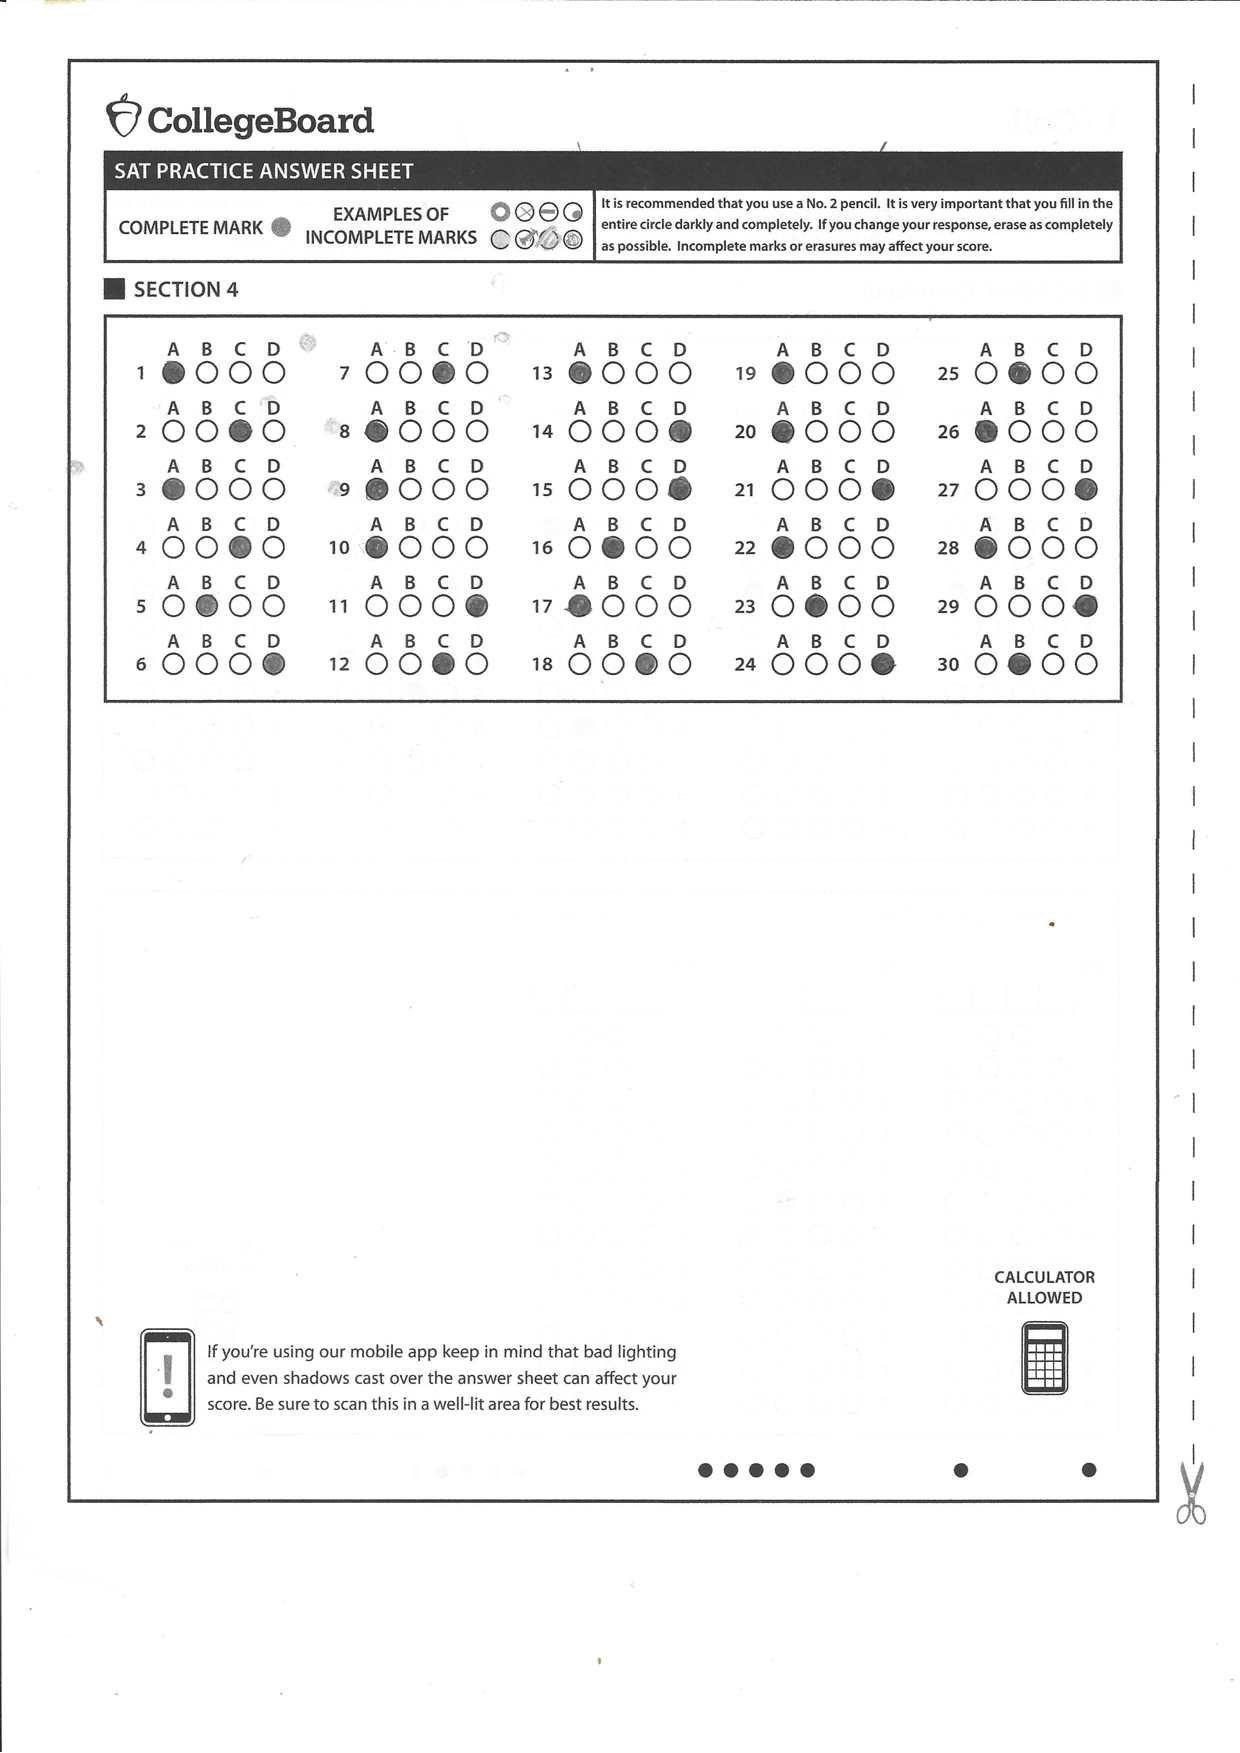 CollegeBoard
SAT PRACTICE ANSWER SHEET
COMPLETE MARK
EXAMPLES OF
INCOMPLETE MARKS
It is recommended that you use a No. 2 pencil. It is very important that you fill in the
entire circle darkly and completely. If you change your response, erase as completely
as possible. Incomplete marks or erasures may affect your score.
SECTION 4
A B C D A B C D A B C D A B C D A B C D
1 7 13 19 25
A B C D A B C D A B C D A B C D A B C D
2 8 14 20 26
A B C D A B C D A B C D A B C D A B C D
3 9 15 21 27
A B C D A B C D A B C D A B C D A B C D
4 10 16 22 28
A B C D A B C D A B C D A B C D A B C D
5 11 17 23 29
A B C D A B C D A B C D A B C D A B C D
6 12 18 24 30
CALCULATOR
ALLOWED
If you're using our mobile app keep in mind that bad lighting
and even shadows cast over the answer sheet can affect your
score. Be sure to scan this in a well-lit area for best results.